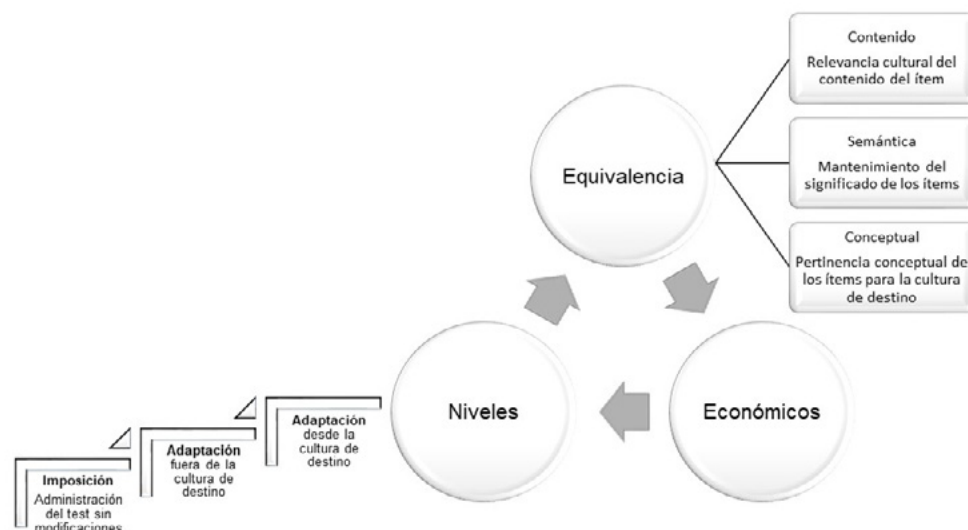 Contenido
Relevancia cultural del
contenido del ítem
Equivalencia
Semántica
Mantenimiento del
significado de los ítems
Conceptual
Pertinencia conceptual de
los ítems para la cultura
de destino
Niveles
Económicos
Adaptación
desde la
cultura de
destino
Adaptación
fuera de la
cultura de
destino
Imposición
Administración
del test sin
modificaciones